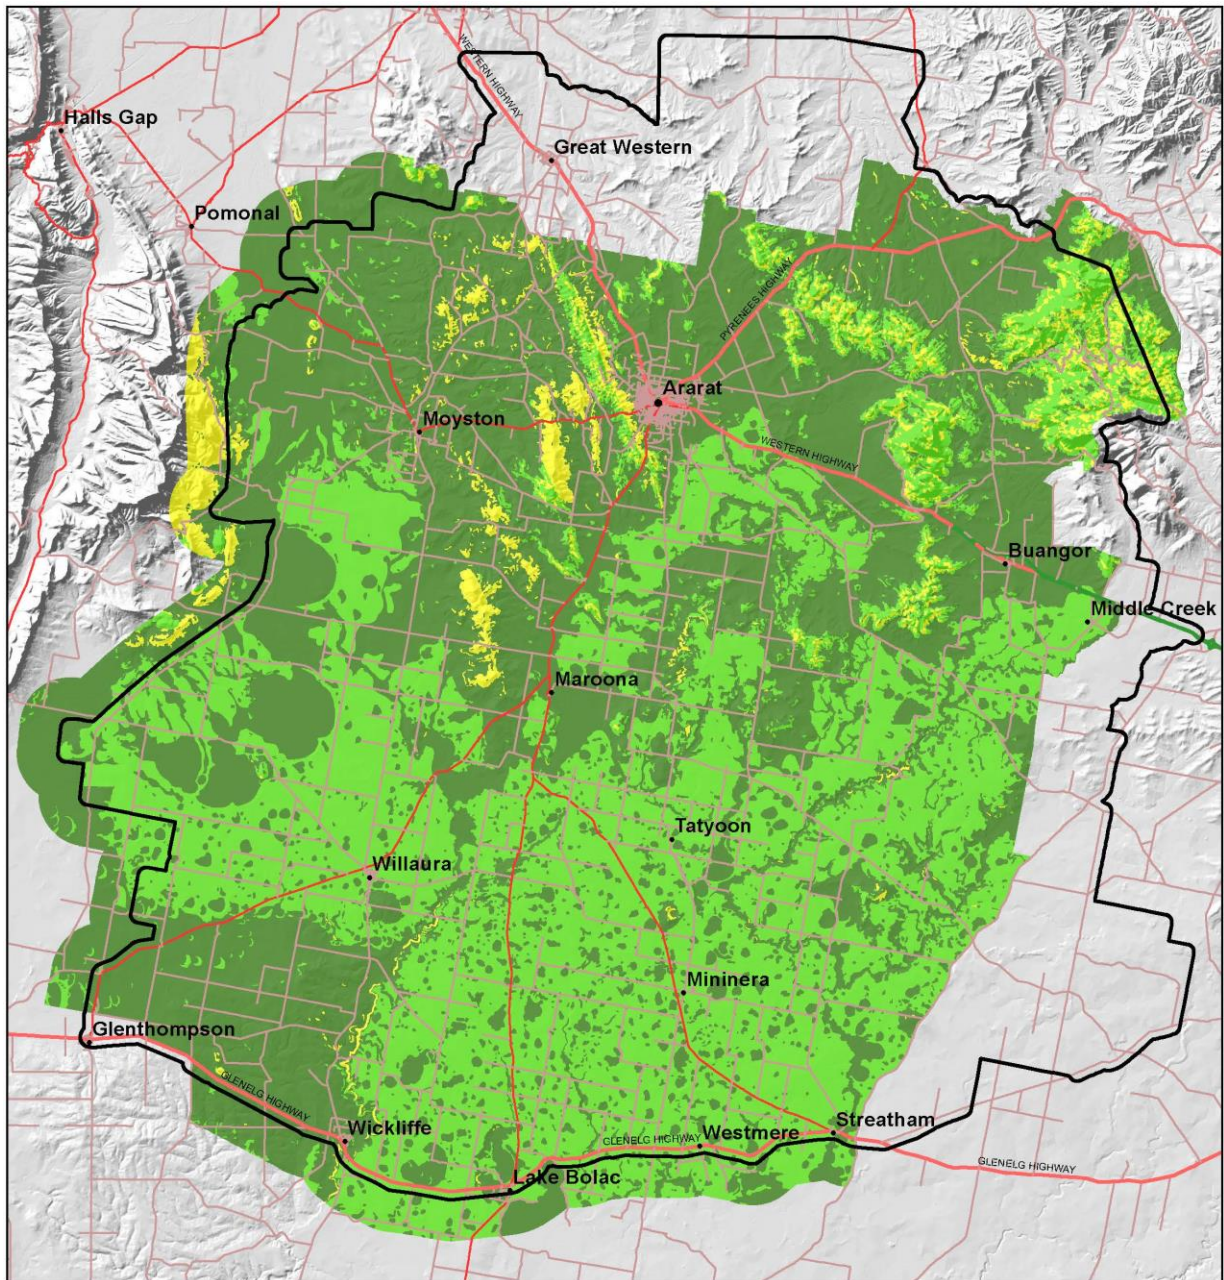 WESTERN HIGHWAY
Halls Gap
Great Western
Pomonal
PYRENEES HIGHWAY
Ararat
Moyston
WESTERN HIGHWAY
Buangor
Middle Creek
Maroona
Tatyoon
Willaura
Mininera
Glenthompson
GLENELG HIGHWAY
Wickliffe
Streatham
Westmere
GLENELG HIGHWAY
GLENELG HIGHWAY
Lake Bolac